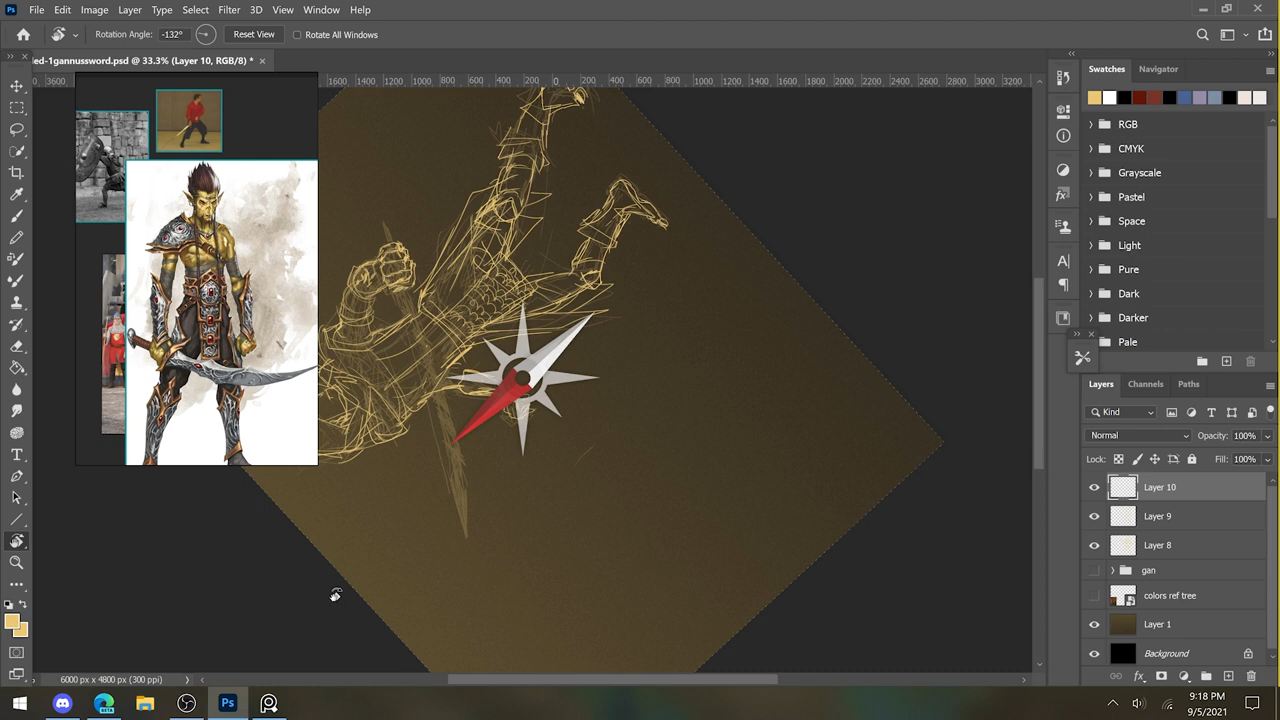 Ps File Edit Image Layer Type Select Filter 3D View Window Help
Rotation Angle: -132° Reset View Rotate All Windows
led-1gannussword.psd @ 33.3% (Layer 10, RGB/8) * ×
3600 1600 1400 1200 1000 800 600 400 200 0 200 400 600 800 1000 1200 1400 1600 1800 2000 2200 2400 2600 2800 3000 3200
Swatches Navigator
RGB
CMYK
Grayscale
Pastel
Space
Light
Pure
Dark
Darker
Pale
Layers Channels Paths
Kind
Normal Opacity: 100%
Lock: Fill: 100%
Layer 10
Layer 9
Layer 8
gan
colors ref tree
Layer 1
Background
6000 px x 4800 px (300 ppi)
BETA Ps
9:18 PM
9/5/2021